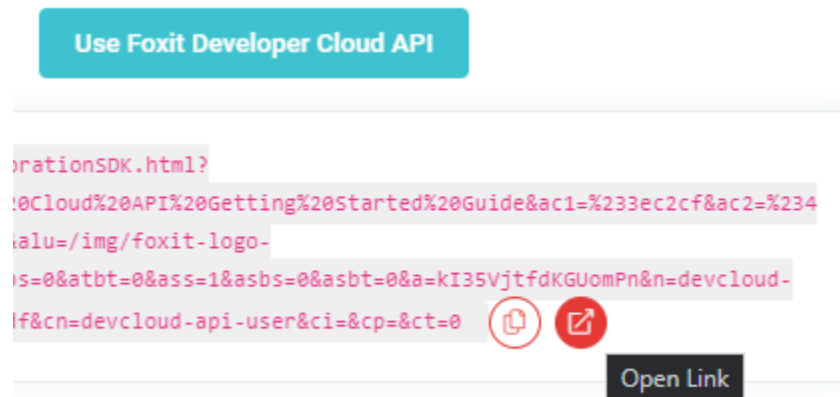 Use Foxit Developer Cloud API
orationSDK.html?
20Cloud%20API%20Getting%20Started%20Guide&ac1=%233ec2cf&ac2=%234
&alu=/img/foxit-logo-
os=0&atbt=0&ass=1&asbs=0&asbt=0&a=kI35VjtfdKGUomPn&n=devcloud-
df&cn=devcloud-api-user&ci=&cp=&ct=0
Open Link